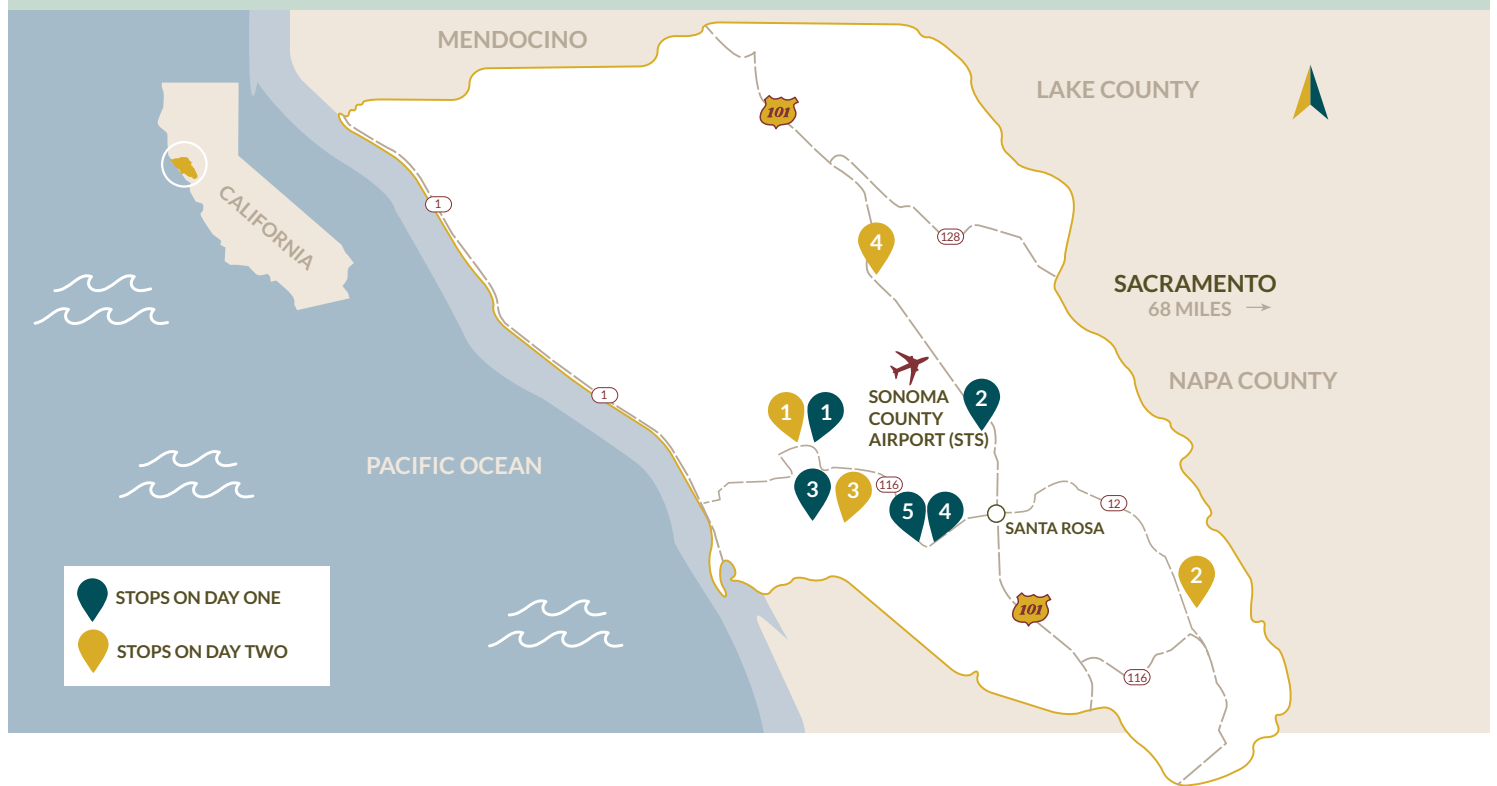 MENDOCINO
LAKE COUNTY
101
CALIFORNIA
1
128
4
SACRAMENTO
68 MILES
NAPA COUNTY
1
SONOMA
COUNTY
AIRPORT (STS)
2
1
1
PACIFIC OCEAN
3
3
116
5
4
12
SANTA ROSA
2
STOPS ON DAY ONE
101
STOPS ON DAY TWO
116